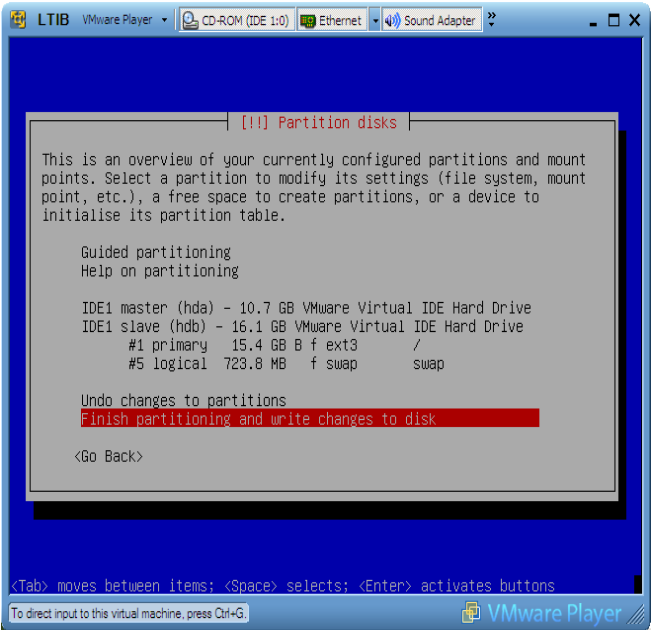 LTIB VMware Player CD-ROM (IDE 1:0) Ethernet Sound Adapter
[!!] Partition disks
This is an overview of your currently configured partitions and mount
points. Select a partition to modify its settings (file system, mount
point, etc.), a free space to create partitions, or a device to
initialise its partition table.
Guided partitioning
Help on partitioning
IDE1 master (hda) - 10.7 GB VMware Virtual IDE Hard Drive
IDE1 slave (hdb) - 16.1 GB VMware Virtual IDE Hard Drive
#1 primary 15.4 GB B f ext3 /
#5 logical 723.8 MB f swap swap
Undo changes to partitions
Finish partitioning and write changes to disk
<Go Back>
<Tab> moves between items; <Space> selects; <Enter> activates buttons
To direct input to this virtual machine, press Ctrl+G.
VMware Player